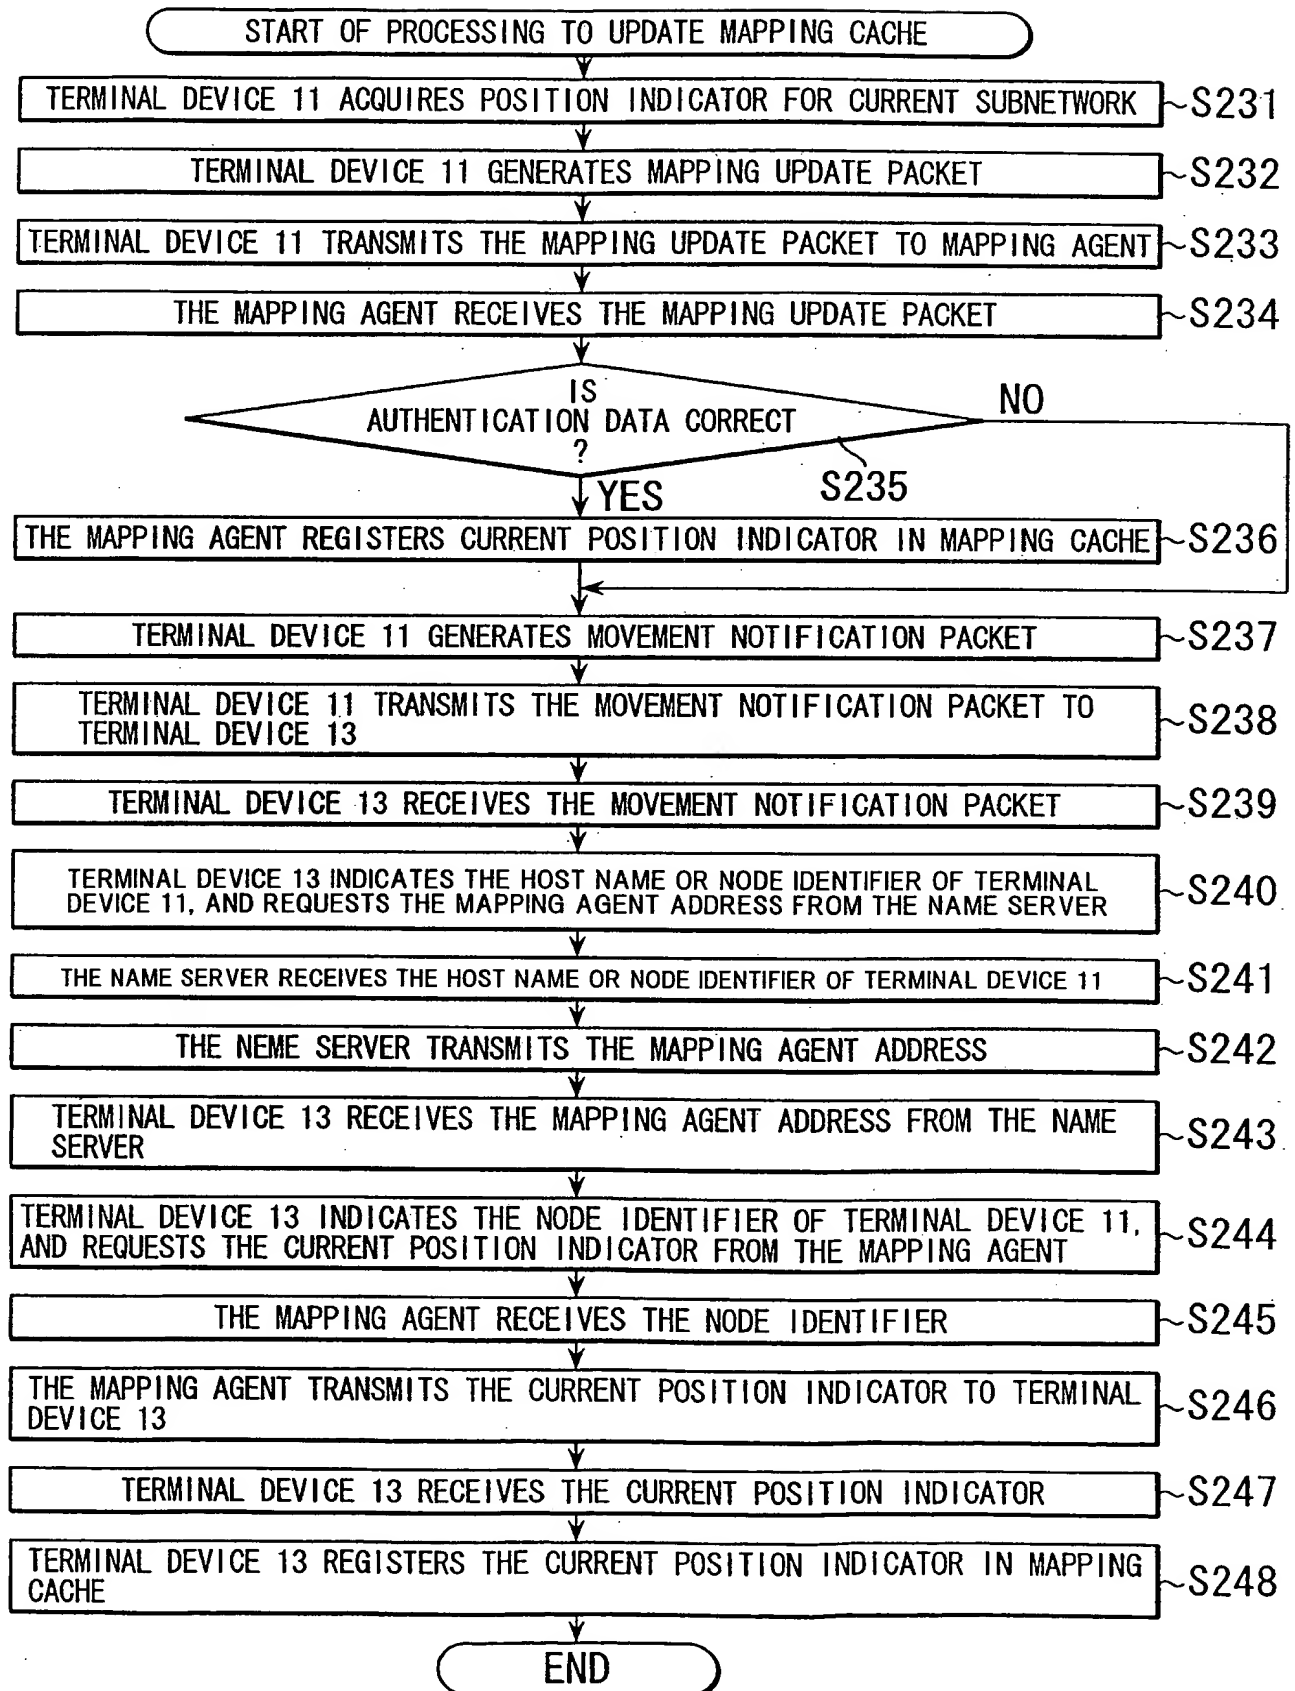 START OF PROCESSING TO UPDATE MAPPING CACHE
TERMINAL DEVICE 11 ACQUIRES POSITION INDICATOR FOR CURRENT SUBNETWORK
S231
TERMINAL DEVICE 11 GENERATES MAPPING UPDATE PACKET
S232
TERMINAL DEVICE 11 TRANSMITS THE MAPPING UPDATE PACKET TO MAPPING AGENT
S233
THE MAPPING AGENT RECEIVES THE MAPPING UPDATE PACKET
S234
IS
AUTHENTICATION DATA CORRECT
?
NO
S235
YES
THE MAPPING AGENT REGISTERS CURRENT POSITION INDICATOR IN MAPPING CACHE
S236
TERMINAL DEVICE 11 GENERATES MOVEMENT NOTIFICATION PACKET
S237
TERMINAL DEVICE 11 TRANSMITS THE MOVEMENT NOTIFICATION PACKET TO
TERMINAL DEVICE 13
S238
TERMINAL DEVICE 13 RECEIVES THE MOVEMENT NOTIFICATION PACKET
S239
TERMINAL DEVICE 13 INDICATES THE HOST NAME OR NODE IDENTIFIER OF TERMINAL
DEVICE 11, AND REQUESTS THE MAPPING AGENT ADDRESS FROM THE NAME SERVER
S240
THE NAME SERVER RECEIVES THE HOST NAME OR NODE IDENTIFIER OF TERMINAL DEVICE 11
S241
THE NEME SERVER TRANSMITS THE MAPPING AGENT ADDRESS
S242
TERMINAL DEVICE 13 RECEIVES THE MAPPING AGENT ADDRESS FROM THE NAME
SERVER
S243
TERMINAL DEVICE 13 INDICATES THE NODE IDENTIFIER OF TERMINAL DEVICE 11,
AND REQUESTS THE CURRENT POSITION INDICATOR FROM THE MAPPING AGENT
S244
THE MAPPING AGENT RECEIVES THE NODE IDENTIFIER
S245
THE MAPPING AGENT TRANSMITS THE CURRENT POSITION INDICATOR TO TERMINAL
DEVICE 13
S246
TERMINAL DEVICE 13 RECEIVES THE CURRENT POSITION INDICATOR
S247
TERMINAL DEVICE 13 REGISTERS THE CURRENT POSITION INDICATOR IN MAPPING
CACHE
S248
END